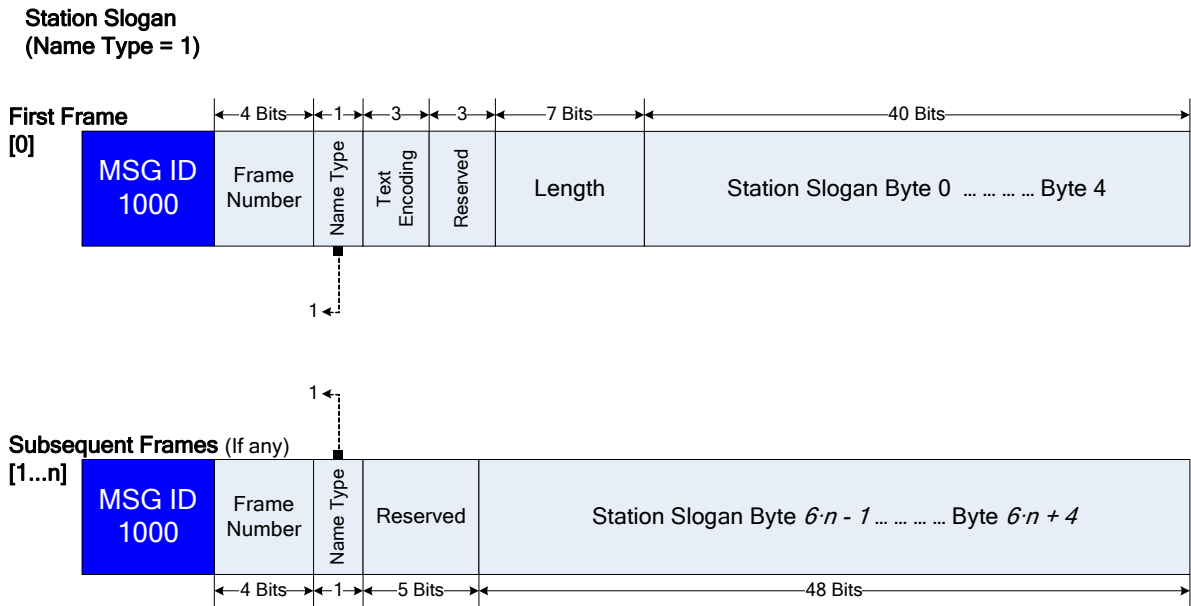 Station Slogan
(Name Type = 1)
4 Bits 1 3 3 7 Bits 40 Bits
First Frame
[0]
MSG ID
1000
Frame
Number
Name Type
Text
Encoding
Reserved
Length
Station Slogan Byte 0 ... ... ... ... Byte 4
1
1
Subsequent Frames (If any)
[1...n]
MSG ID
1000
Frame
Number
Name Type
Reserved
Station Slogan Byte 6·n - 1 ... ... ... ... Byte 6·n + 4
4 Bits 1 5 Bits 48 Bits